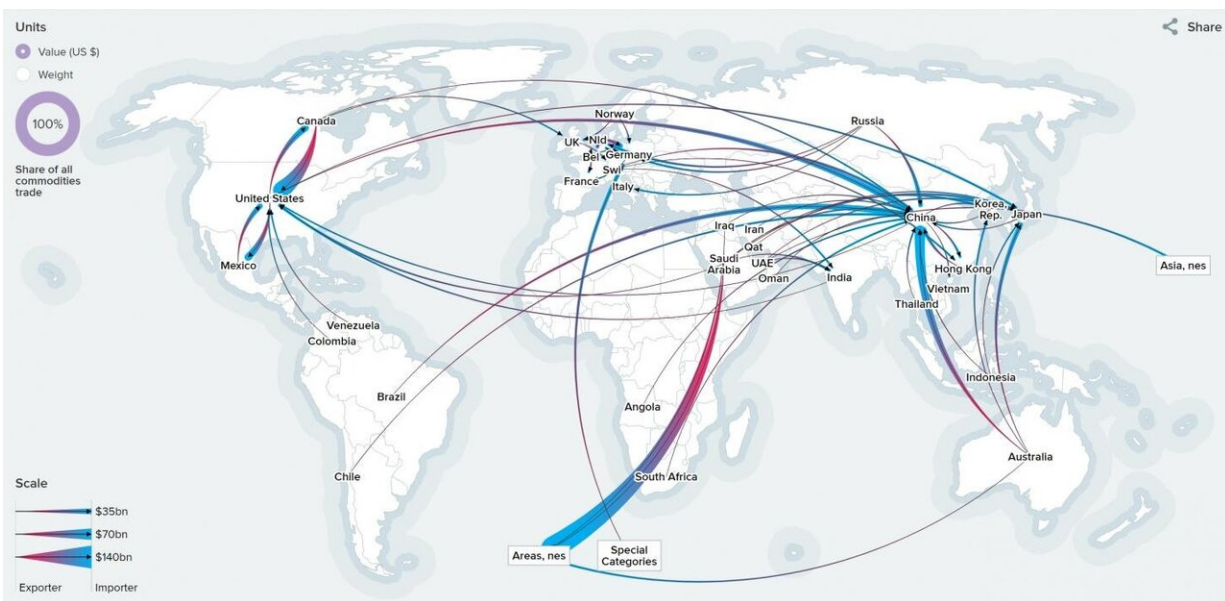 Units
Value (US $)
Weight
100%
Share of all
commodities
trade
Share
Canada
Norway
Russia
UK
Nld
Bel
Germany
Swi
France
Italy
United States
China
Korea,
Rep.
Japan
Iraq
Iran
Qat
Saudi
Arabia
UAE
Oman
India
Hong Kong
Vietnam
Thailand
Asia, nes
Mexico
Venezuela
Colombia
Brazil
Angola
Indonesia
Chile
South Africa
Australia
Areas, nes
Special
Categories
Scale
$35bn
$70bn
$140bn
Exporter
Importer